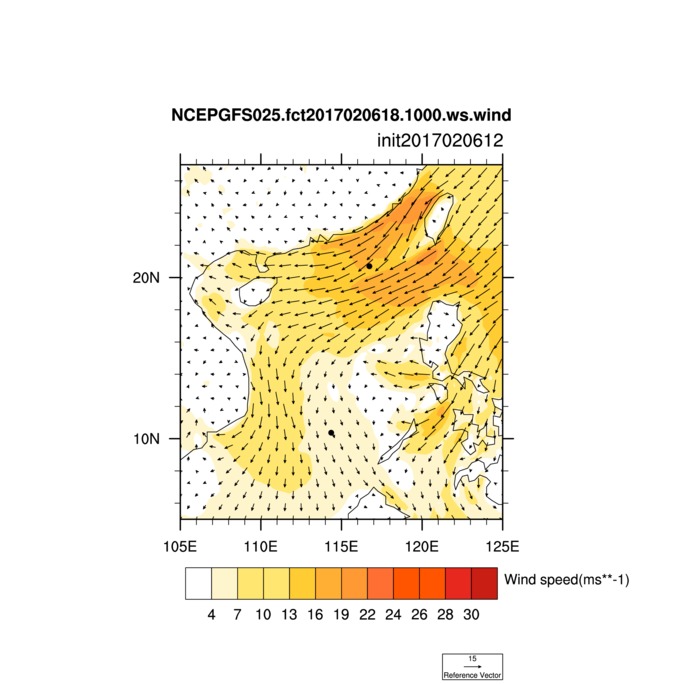 NCEPGFS025.fct2017020618.1000.ws.wind
init2017020612
20N
10N
105E 110E 115E 120E 125E
Wind speed(ms**-1)
4 7 10 13 16 19 22 24 26 28 30
15
Reference Vector